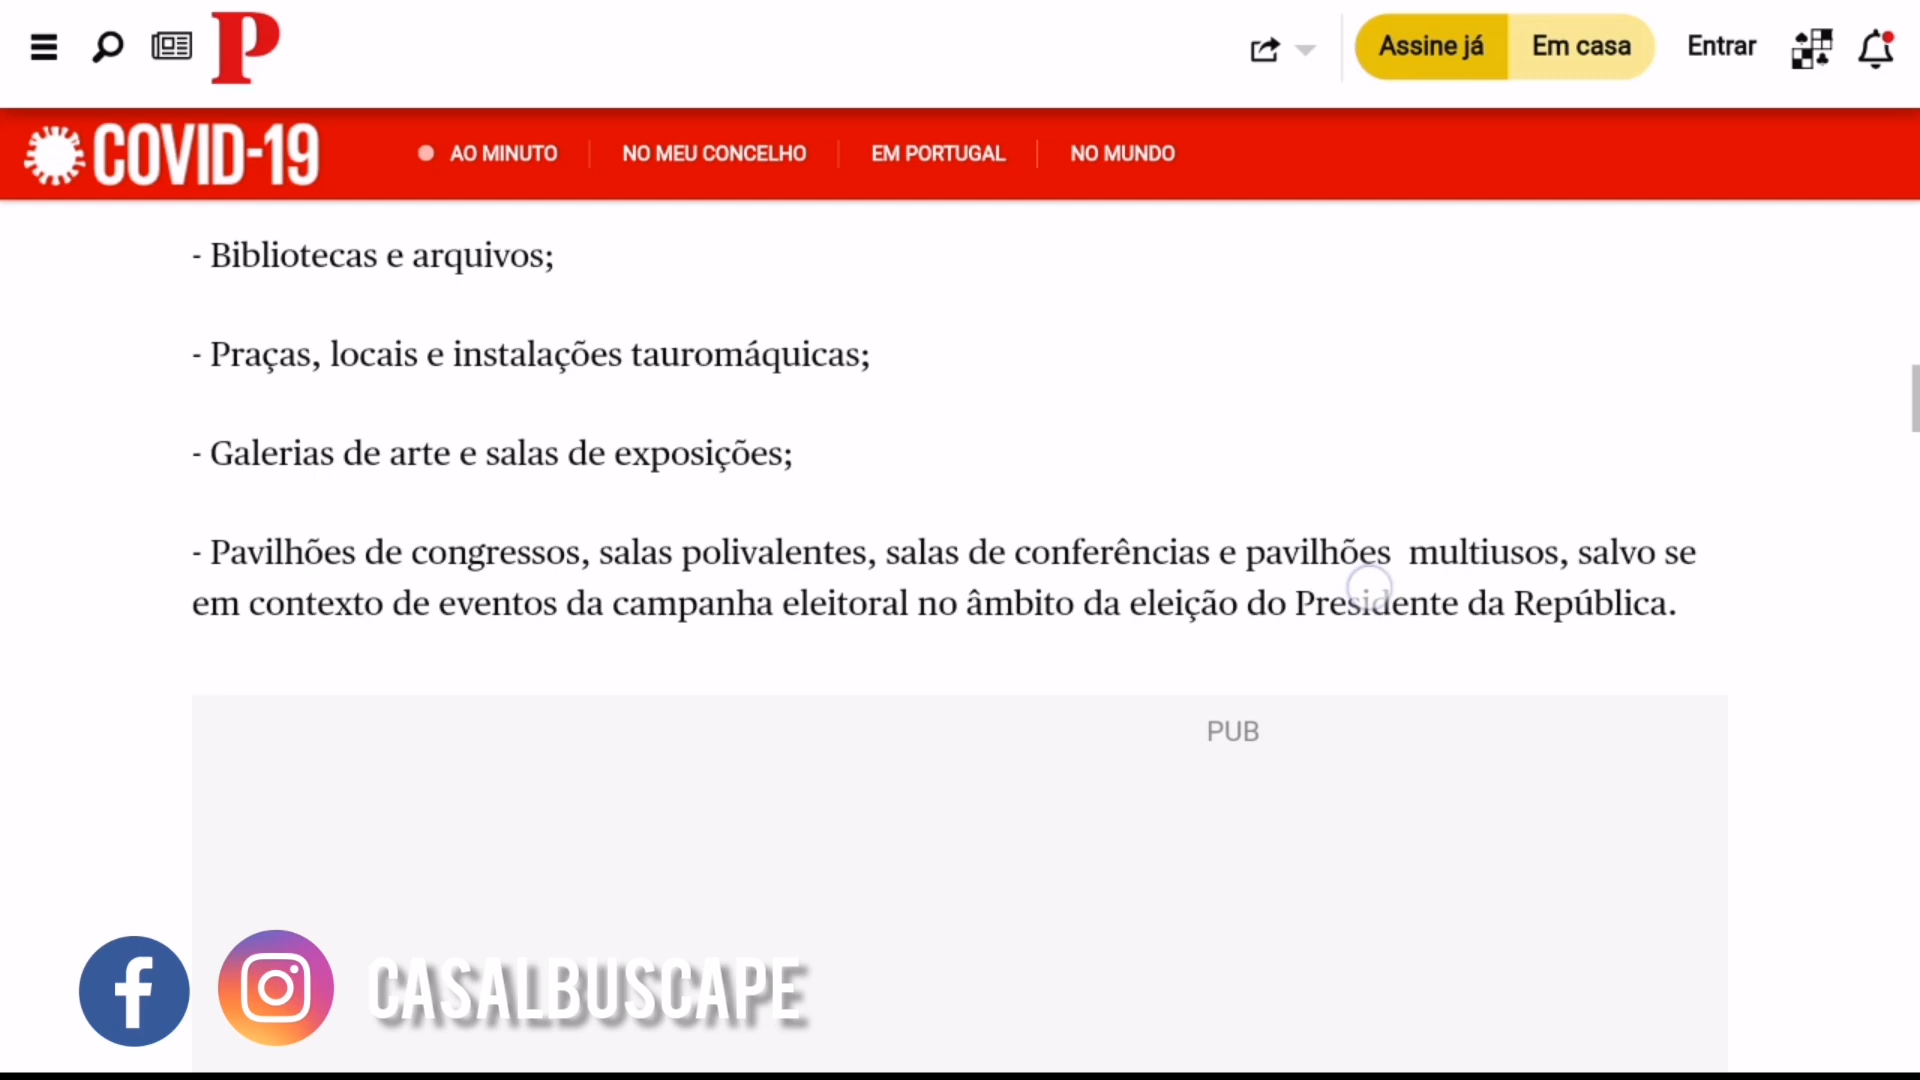 P
Assine já
Em casa
Entrar
COVID-19
AO MINUTO
NO MEU CONCELHO
EM PORTUGAL
NO MUNDO
- Bibliotecas e arquivos;
- Praças, locais e instalações tauromáquicas;
- Galerias de arte e salas de exposições;
- Pavilhões de congressos, salas polivalentes, salas de conferências e pavilhões multiusos, salvo se
em contexto de eventos da campanha eleitoral no âmbito da eleição do Presidente da República.
PUB
CASALBUSCAPE